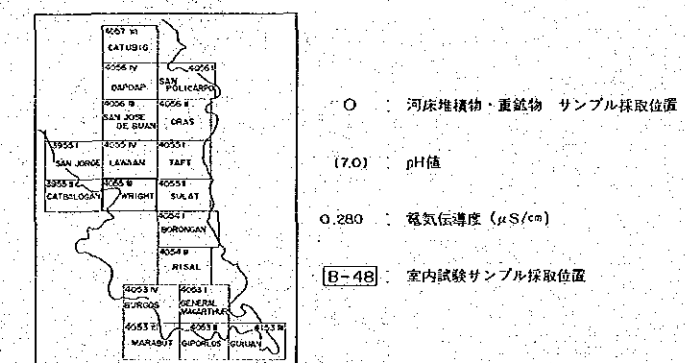 4057 III
CATUBIG
4056 IV
4056 I
DAPDAP
SAN POLICARPO
4056 III
4056 II
SAN JOSE DE BUAN
ORAS
3955 I
4055 IV
4055 I
SAN JORGE
LAWAAN
TAFT
3955 II
4055 III
4055 II
CATBALOGAN
WRIGHT
SULAT
4054 I
BORONGAN
4054 II
RISAL
4053 IV
4053 I
BURGOS
GENERAL MACARTHUR
4053 III
4053 II
4153 III
MARABUT
GIPORLOS
GUIUAN
○ : 河床堆積物・重鉱物 サンプル採取位置
(7.0) : pH値
0.280 : 電気伝導度 (μS/cm)
B-48 : 室内試験サンプル採取位置